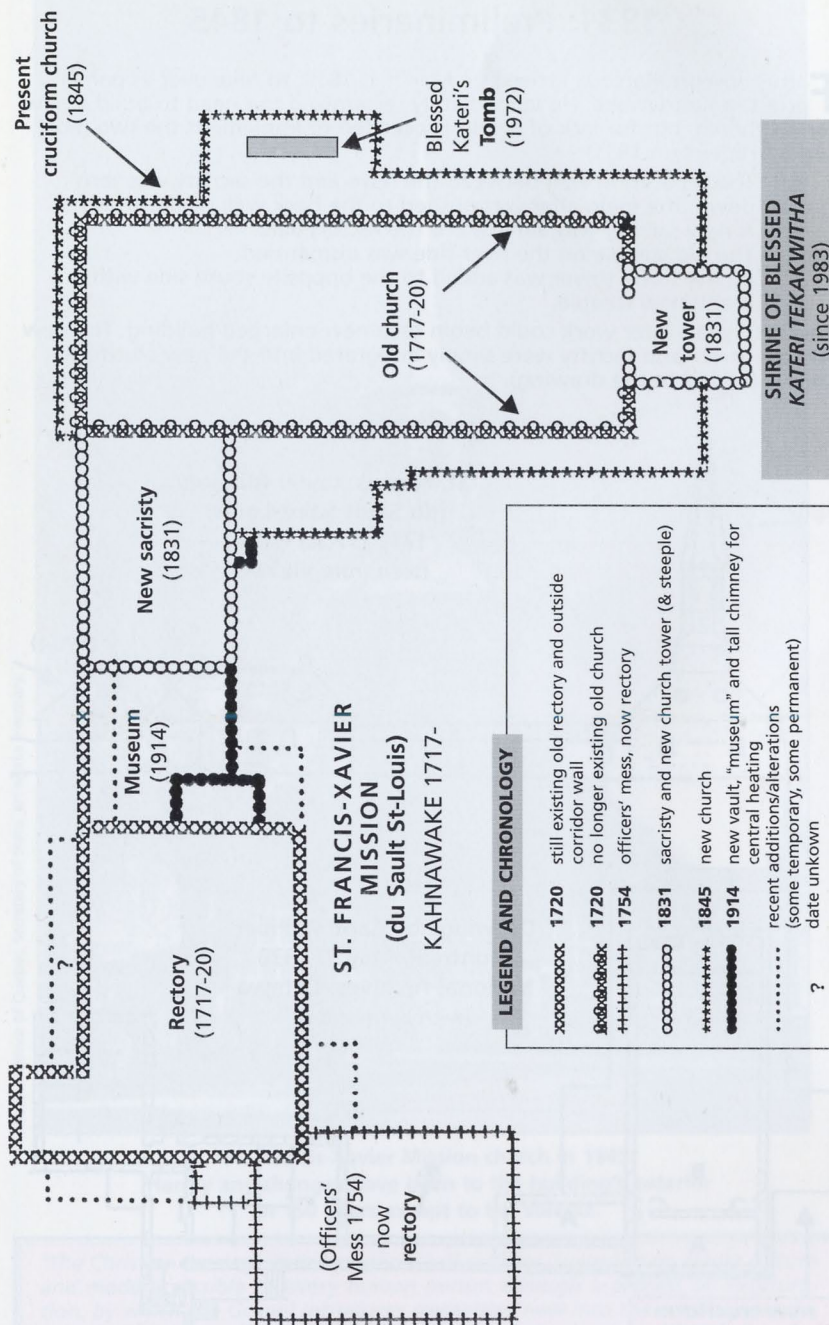 Present
cruciform church
(1845)
Blessed
Kateri's
Tomb
(1972)
Old church
(1717-20)
New
tower
(1831)
New sacristy
(1831)
Museum
(1914)
?
Rectory
(1717-20)
(Officers'
Mess 1754)
now
rectory
ST. FRANCIS-XAVIER
MISSION
(du Sault St-Louis)
KAHNAWAKE 1717-
SHRINE OF BLESSED
KATERI TEKAKWITHA
(since 1983)
LEGEND AND CHRONOLOGY
1720 still existing old rectory and outside
corridor wall
1720 no longer existing old church
1754 officers' mess, now rectory
1831 sacristy and new church tower (& steeple)
1845 new church
1914 new vault, "museum" and tall chimney for
central heating
recent additions/alterations
(some temporary, some permanent)
? date unkown